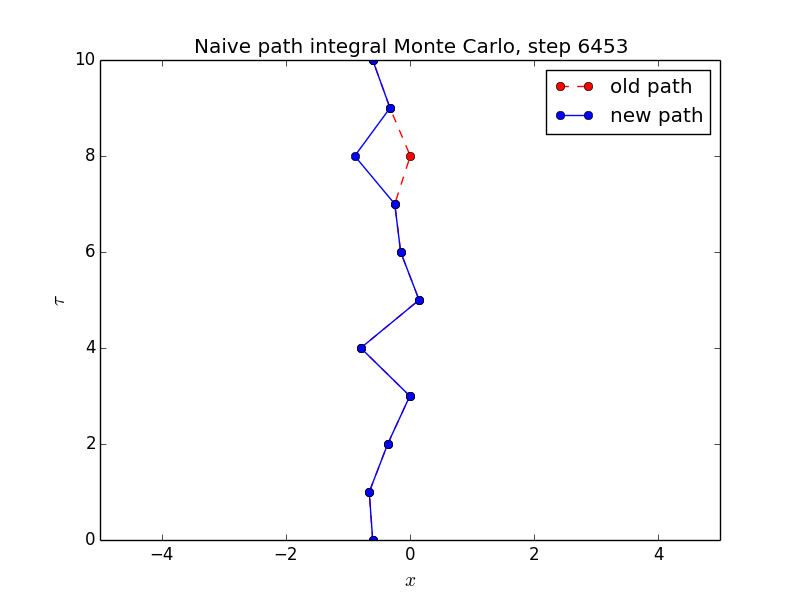 Naive path integral Monte Carlo, step 6453
old path
new path
10
8
6
4
2
0
τ
−4 −2 0 2 4
x